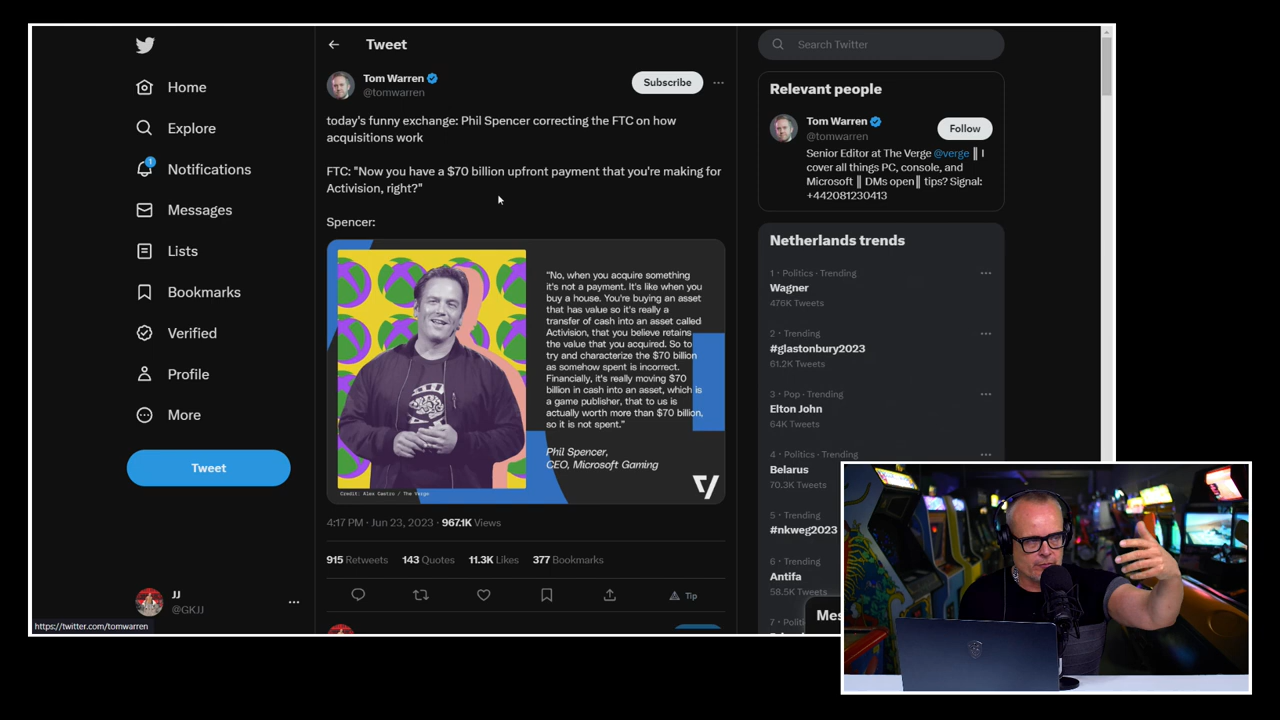 Home
Explore
1
Notifications
Messages
Lists
Bookmarks
Verified
Profile
More
Tweet
JJ
@GKJJ
https://twitter.com/tomwarren
Tweet
Tom Warren
@tomwarren
Subscribe
today's funny exchange: Phil Spencer correcting the FTC on how
acquisitions work
FTC: "Now you have a $70 billion upfront payment that you're making for
Activision, right?"
Spencer:
"No, when you acquire something
it's not a payment. It's like when you
buy a house. You're buying an asset
that has value so it's really a
transfer of cash into an asset called
Activision, that you believe retains
the value that you acquired. So to
try and characterize the $70 billion
as somehow spent is incorrect.
Financially, it's really moving $70
billion in cash into an asset, which is
a game publisher, that to us is
actually worth more than $70 billion,
so it is not spent."
Phil Spencer,
CEO, Microsoft Gaming
Credit: Alex Castro / The Verge
4:17 PM · Jun 23, 2023 · 967.1K Views
915 Retweets 143 Quotes 11.3K Likes 377 Bookmarks
Tip
Search Twitter
Relevant people
Tom Warren
@tomwarren
Follow
Senior Editor at The Verge @verge || I
cover all things PC, console, and
Microsoft || DMs open || tips? Signal:
+442081230413
Netherlands trends
1 · Politics · Trending
Wagner
476K Tweets
2 · Trending
#glastonbury2023
61.2K Tweets
3 · Pop · Trending
Elton John
64K Tweets
4 · Politics · Trending
Belarus
70.3K Tweets
5 · Trending
#nkweg2023
6 · Trending
Antifa
58.5K Tweets
7 · Politi
Mes